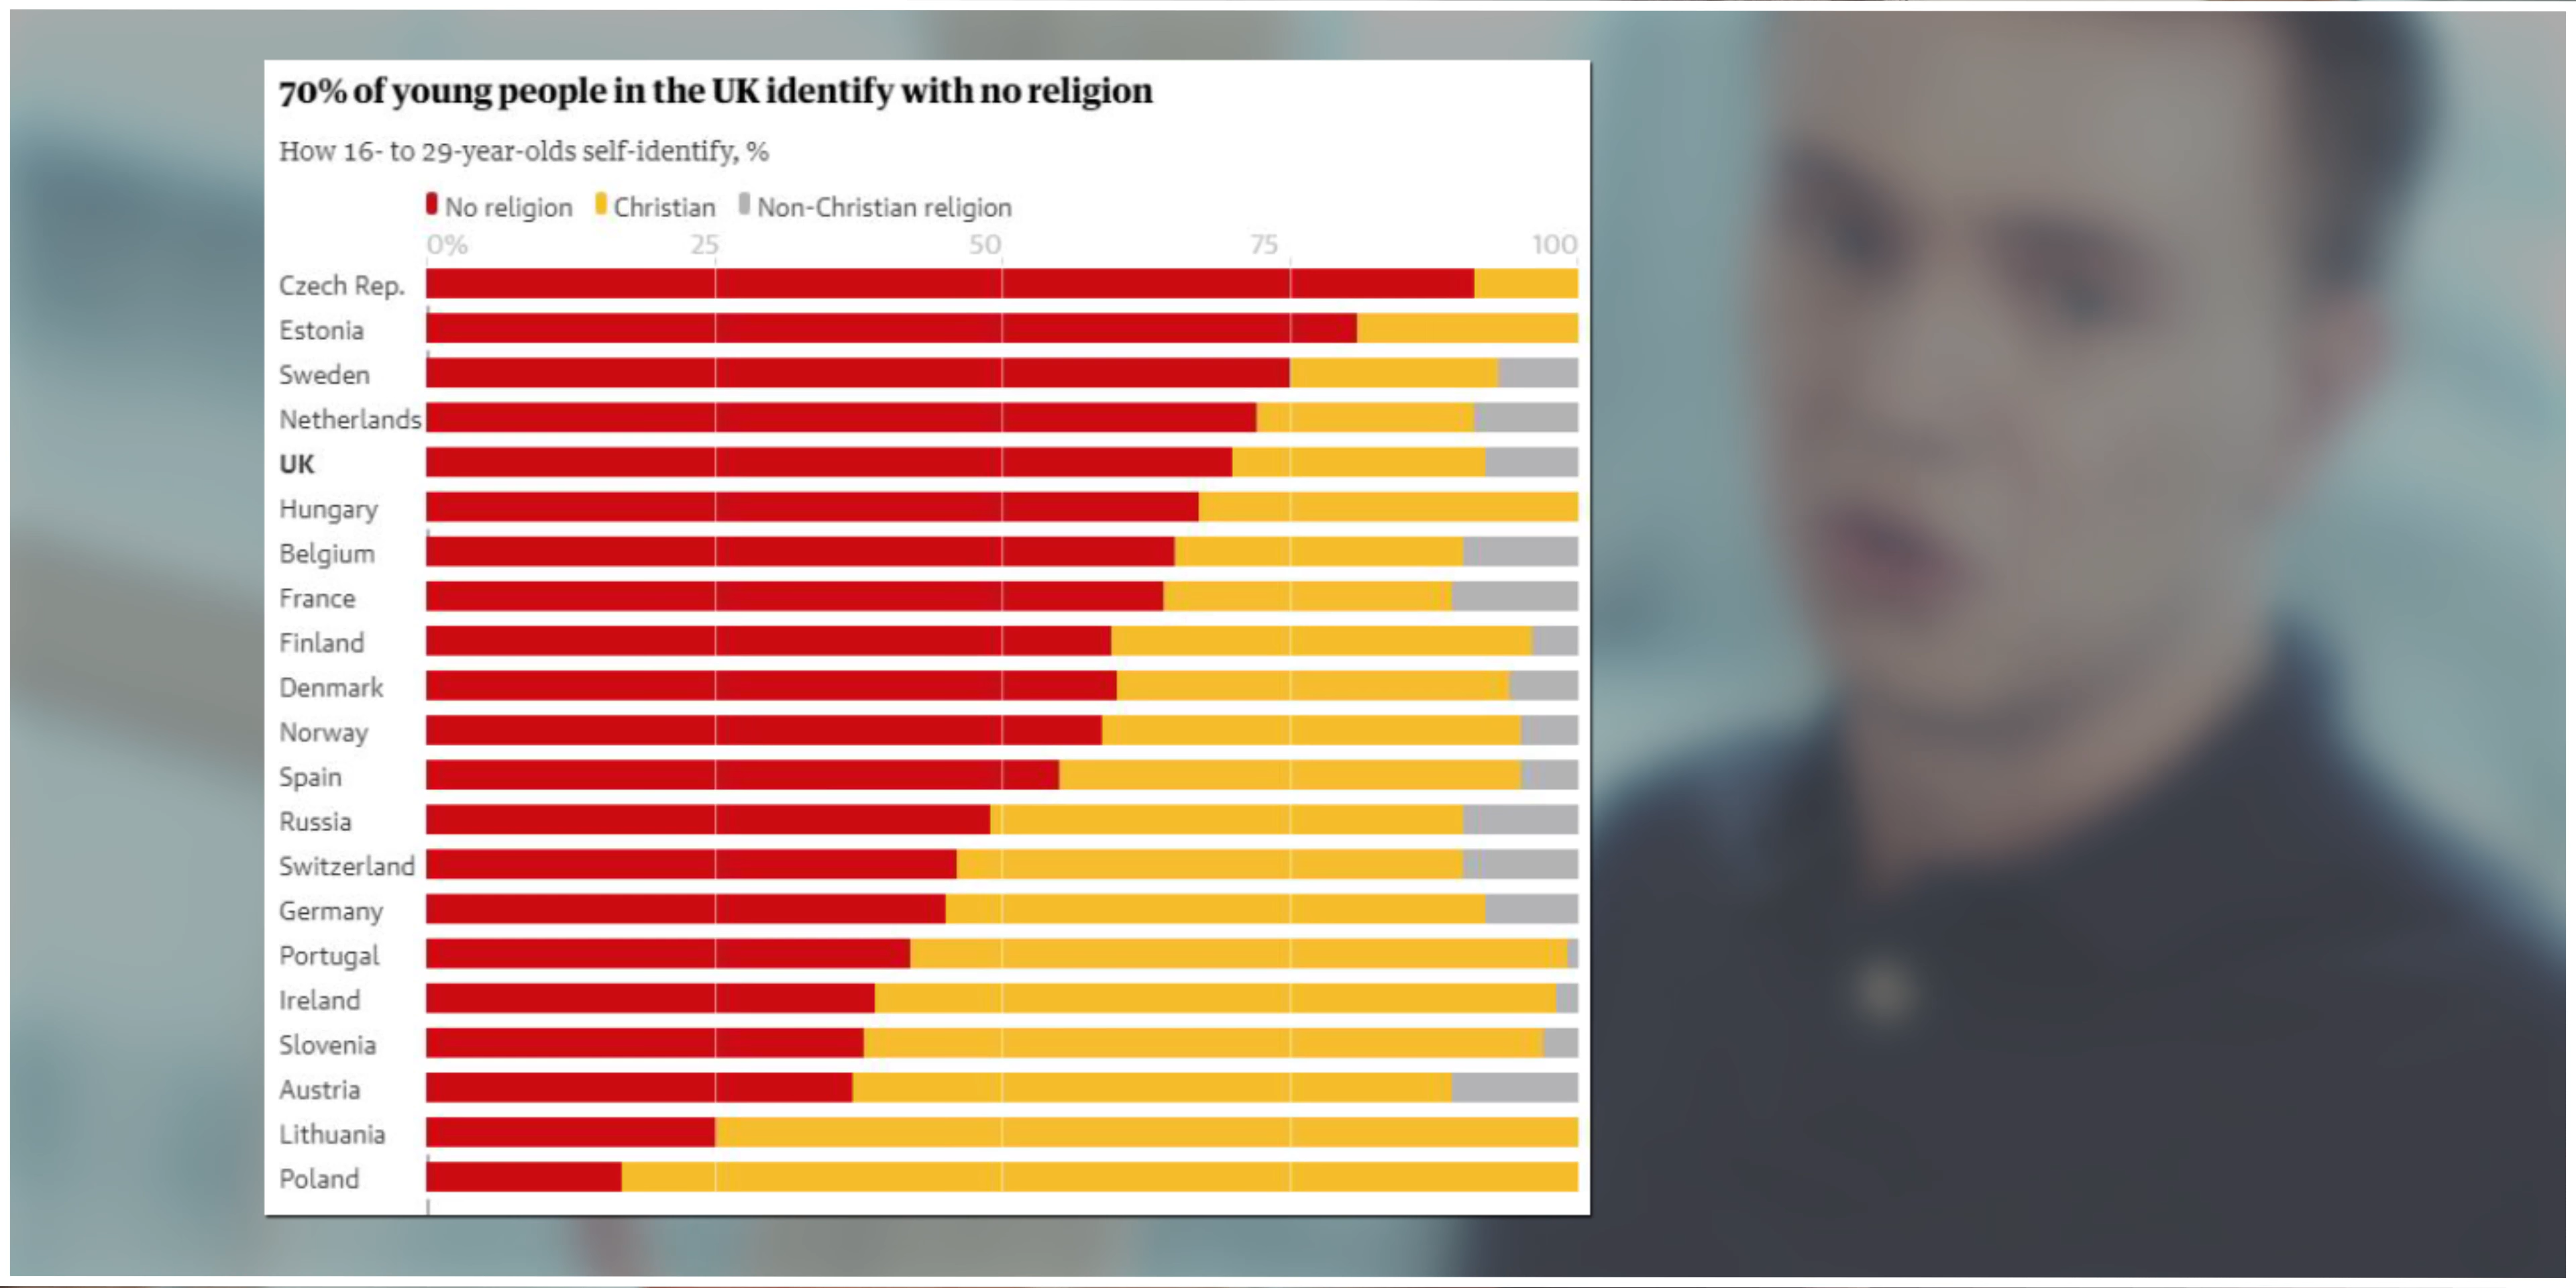 70% of young people in the UK identify with no religion
How 16- to 29-year-olds self-identify, %
No religion Christian Non-Christian religion
0% 25 50 75 100
Czech Rep.
Estonia
Sweden
Netherlands
UK
Hungary
Belgium
France
Finland
Denmark
Norway
Spain
Russia
Switzerland
Germany
Portugal
Ireland
Slovenia
Austria
Lithuania
Poland